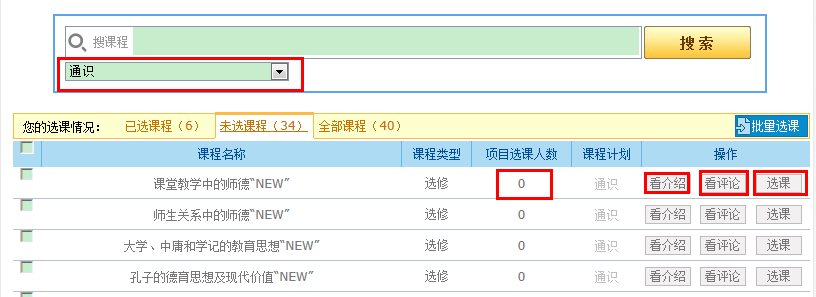 搜课程 搜 索
通识
您的选课情况： 已选课程（6） 未选课程（34） 全部课程（40） 批量选课
课程名称 课程类型 项目选课人数 课程计划 操作
课堂教学中的师德“NEW” 选修 0 通识 看介绍 看评论 选课
师生关系中的师德“NEW” 选修 0 通识 看介绍 看评论 选课
大学、中庸和学记的教育思想“NEW” 选修 0 通识 看介绍 看评论 选课
孔子的德育思想及现代价值“NEW” 选修 0 通识 看介绍 看评论 选课